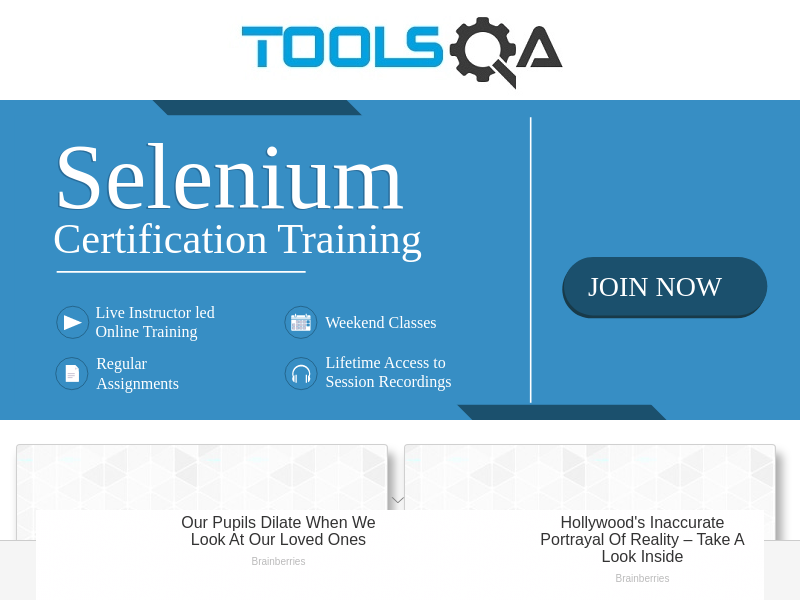 TOOLSQA
Selenium
Certification Training
Live Instructor led
Online Training
Weekend Classes
Regular
Assignments
Lifetime Access to
Session Recordings
JOIN NOW
Our Pupils Dilate When We
Look At Our Loved Ones
Brainberries
Hollywood's Inaccurate
Portrayal Of Reality – Take A
Look Inside
Brainberries